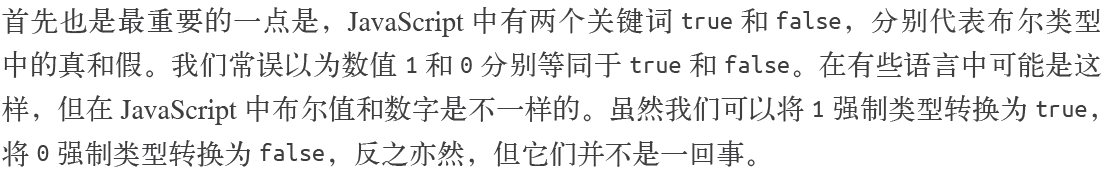 首先也是最重要的一点是，JavaScript 中有两个关键词 true 和 false，分别代表布尔类型
中的真和假。我们常误以为数值 1 和 0 分别等同于 true 和 false。在有些语言中可能是这
样，但在 JavaScript 中布尔值和数字是不一样的。虽然我们可以将 1 强制类型转换为 true，
将 0 强制类型转换为 false，反之亦然，但它们并不是一回事。